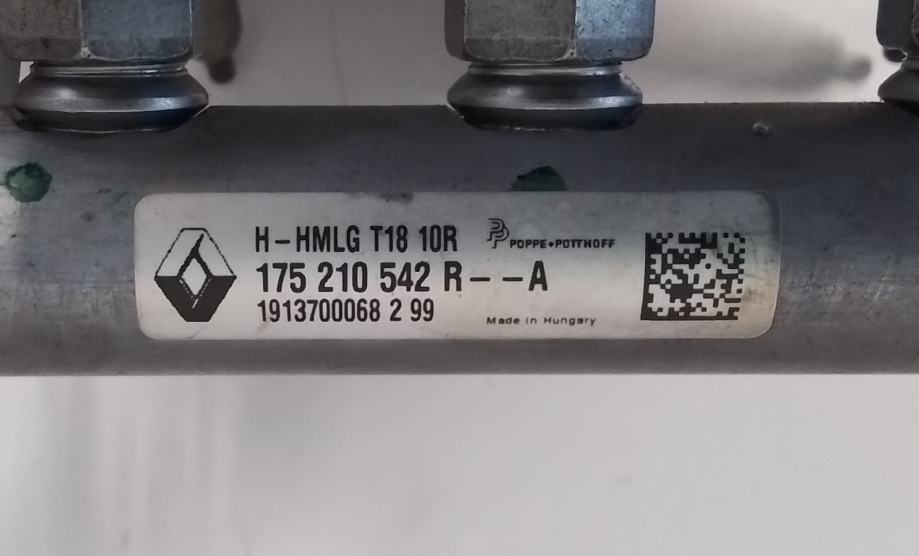 H-HMLG T18 10R
POPPE+POTTHOFF
175 210 542 R--A
1913700068 2 99
Made in Hungary